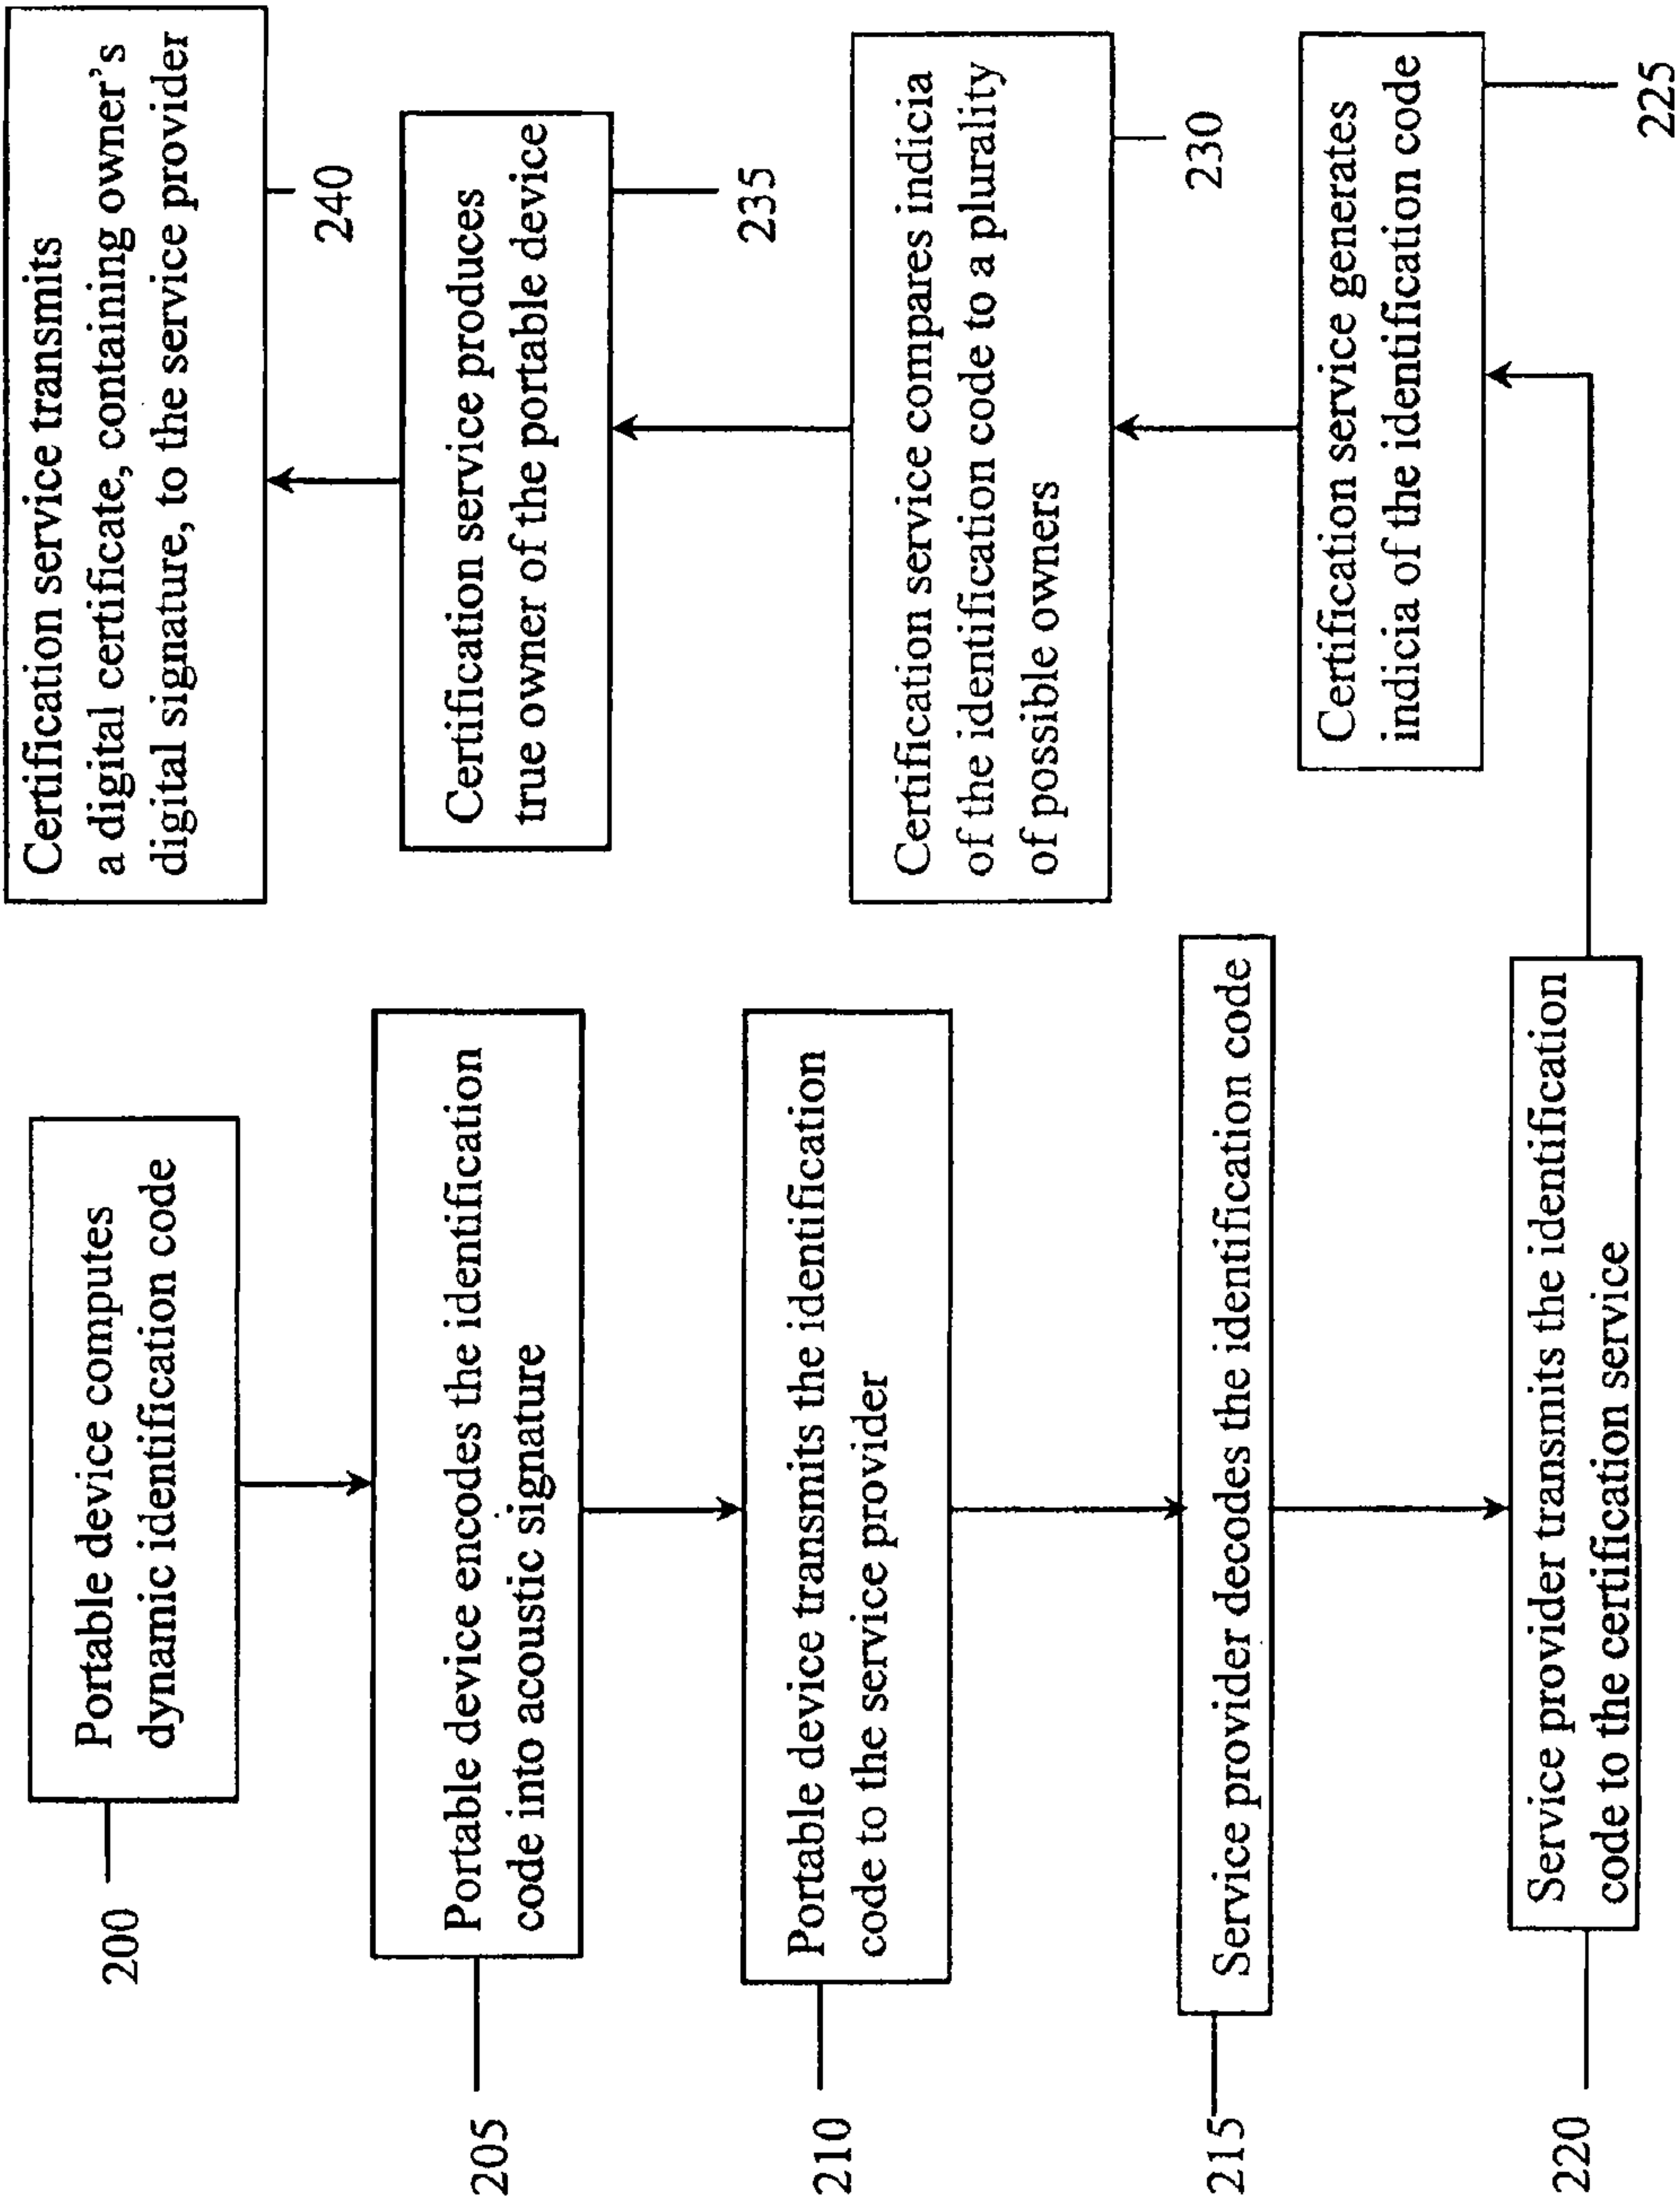 200
Portable device computes
dynamic identification code
205
Portable device encodes the identification
code into acoustic signature
210
Portable device transmits the identification
code to the service provider
215
Service provider decodes the identification code
220
Service provider transmits the identification
code to the certification service
Certification service generates
indicia of the identification code
225
Certification service compares indicia
of the identification code to a plurality
of possible owners
230
Certification service produces
true owner of the portable device
235
Certification service transmits
a digital certificate, containing owner's
digital signature, to the service provider
240